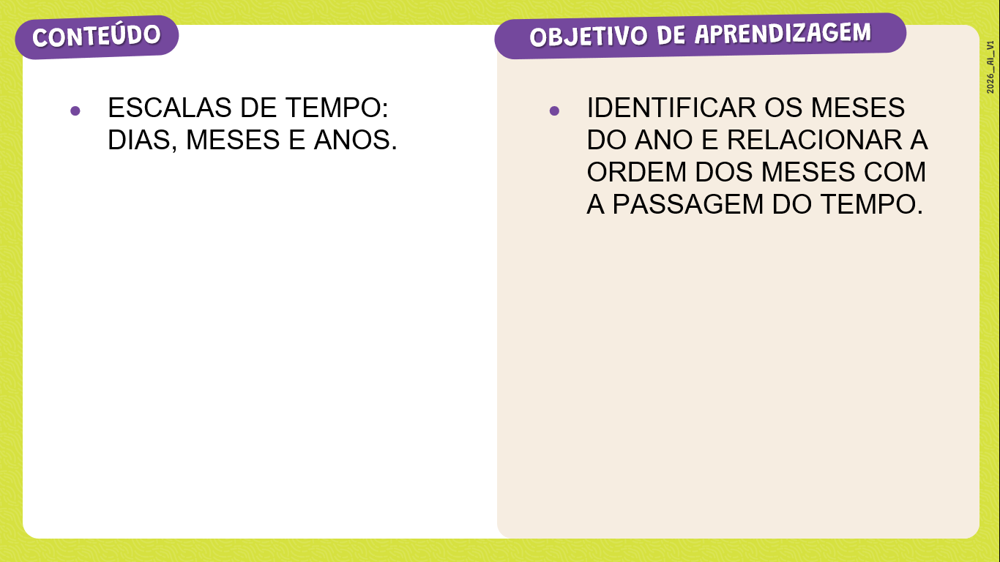 CONTEÚDO
• ESCALAS DE TEMPO:
DIAS, MESES E ANOS.
OBJETIVO DE APRENDIZAGEM
• IDENTIFICAR OS MESES
DO ANO E RELACIONAR A
ORDEM DOS MESES COM
A PASSAGEM DO TEMPO.
2026_AI_V1